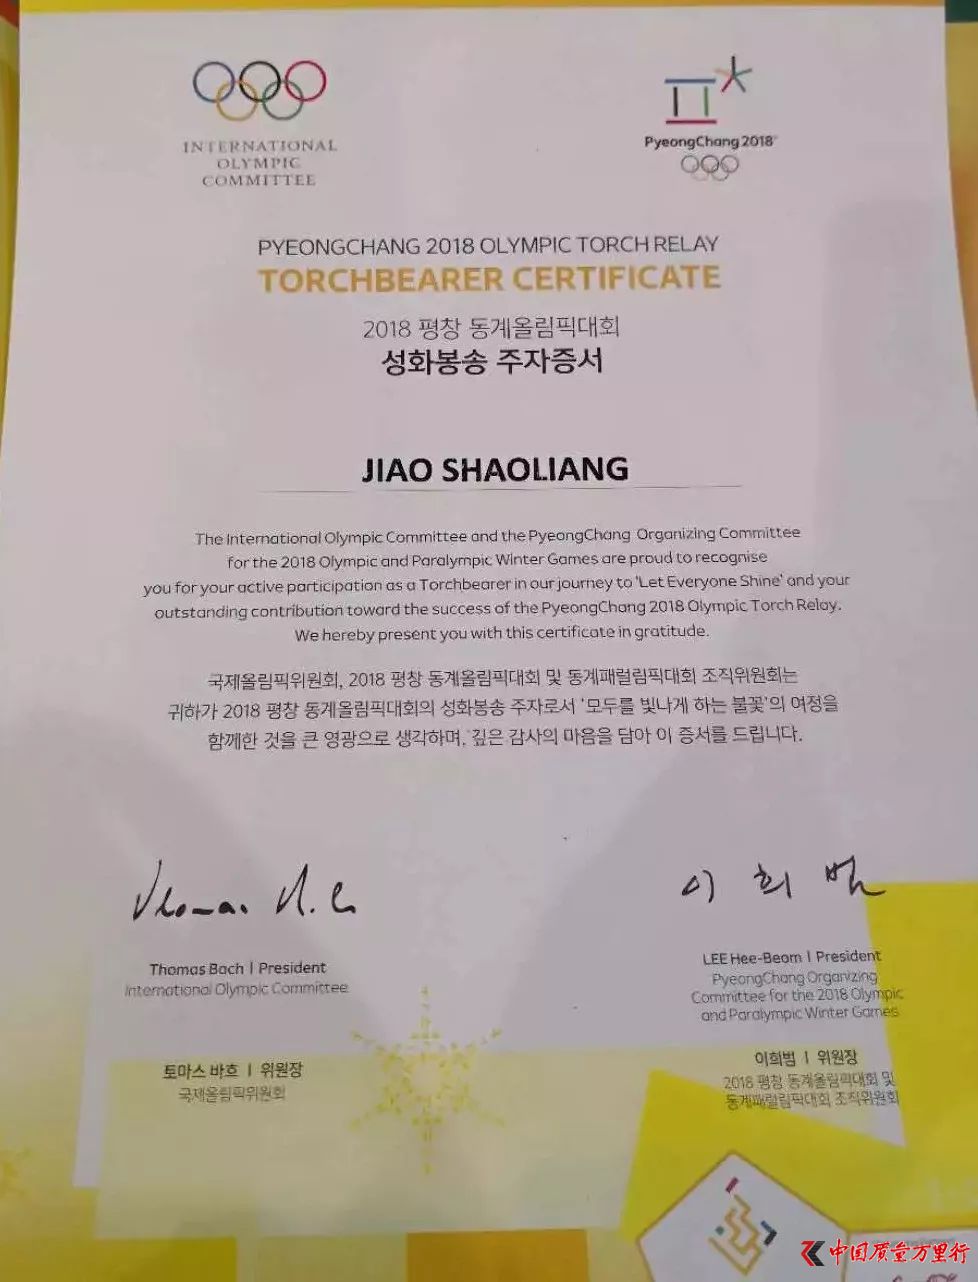 INTERNATIONAL
OLYMPIC
COMMITTEE
PyeongChang 2018
PYEONGCHANG 2018 OLYMPIC TORCH RELAY
TORCHBEARER CERTIFICATE
2018 평창 동계올림픽대회
성화봉송 주자증서
JIAO SHAOLIANG
The International Olympic Committee and the PyeongChang Organizing Committee
for the 2018 Olympic and Paralympic Winter Games are proud to recognise
you for your active participation as a Torchbearer in our journey to 'Let Everyone Shine' and your
outstanding contribution toward the success of the PyeongChang 2018 Olympic Torch Relay.
We hereby present you with this certificate in gratitude.
국제올림픽위원회, 2018 평창 동계올림픽대회 및 동계패럴림픽대회 조직위원회는
귀하가 2018 평창 동계올림픽대회의 성화봉송 주자로서 '모두를 빛나게 하는 불꽃'의 여정을
함께한 것을 큰 영광으로 생각하며, 깊은 감사의 마음을 담아 이 증서를 드립니다.
이 희 범
Thomas Bach | President
International Olympic Committee
토마스 바흐 | 위원장
국제올림픽위원회
LEE Hee-Beom | President
PyeongChang Organizing
Committee for the 2018 Olympic
and Paralympic Winter Games
이희범 | 위원장
2018 평창 동계올림픽대회 및
동계패럴림픽대회 조직위원회
中国质量万里行